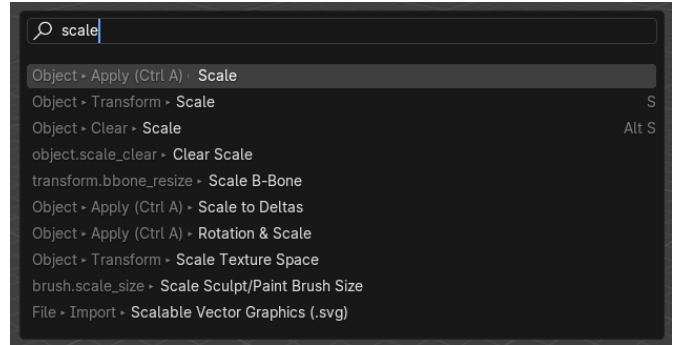 scale
Object ▸ Apply (Ctrl A) ▸ Scale
Object ▸ Transform ▸ Scale S
Object ▸ Clear ▸ Scale Alt S
object.scale_clear ▸ Clear Scale
transform.bbone_resize ▸ Scale B-Bone
Object ▸ Apply (Ctrl A) ▸ Scale to Deltas
Object ▸ Apply (Ctrl A) ▸ Rotation & Scale
Object ▸ Transform ▸ Scale Texture Space
brush.scale_size ▸ Scale Sculpt/Paint Brush Size
File ▸ Import ▸ Scalable Vector Graphics (.svg)